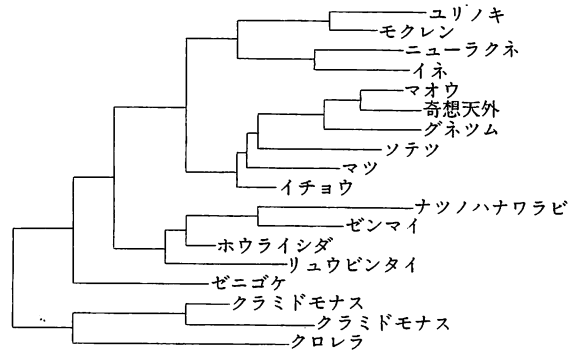 ユリノキ
モクレン
ニューラクネ
イネ
マオウ
奇想天外
グネツム
ソテツ
マツ
イチョウ
ナツノハナワラビ
ゼンマイ
ホウライシダ
リュウビンタイ
ゼニゴケ
クラミドモナス
クラミドモナス
クロレラ